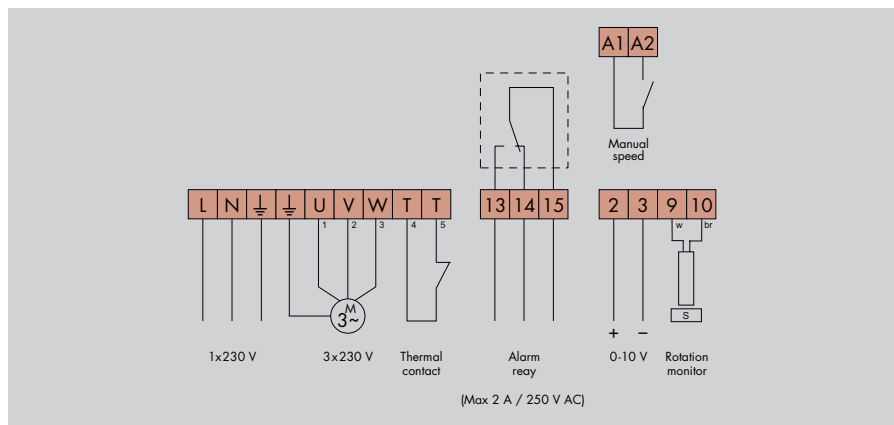 A1 A2
Manual
speed
L N U V W T T
1 2 3 4 5
13 14 15
2 3 9 10
w br
M
3~
S
+ −
1x230 V
3x230 V
Thermal
contact
Alarm
reay
0-10 V
Rotation
monitor
(Max 2 A / 250 V AC)